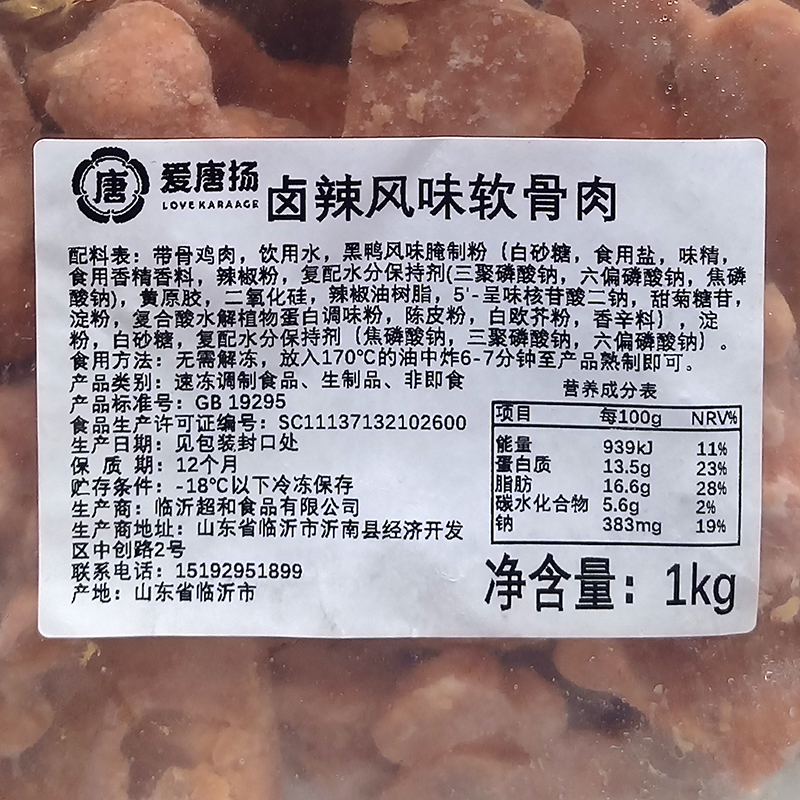 唐
爱唐扬
LOVEKARAAGE
卤辣风味软骨肉
配料表：带骨鸡肉，饮用水，黑鸭风味腌制粉（白砂糖，食用盐，味精，
食用香精香料，辣椒粉，复配水分保持剂(三聚磷酸钠，六偏磷酸钠，焦磷
酸钠)，黄原胶，二氧化硅，辣椒油树脂，5'-呈味核苷酸二钠，甜菊糖苷，
淀粉，复合酸水解植物蛋白调味粉，陈皮粉，白欧芥粉，香辛料），淀
粉，白砂糖，复配水分保持剂（焦磷酸钠，三聚磷酸钠，六偏磷酸钠）。
食用方法：无需解冻，放入170℃的油中炸6-7分钟至产品熟制即可。
产品类别：速冻调制食品、生制品、非即食
产品标准号：GB 19295
食品生产许可证编号：SC11137132102600
生产日期：见包装封口处
保 质 期：12个月
贮存条件：-18℃以下冷冻保存
生产商：临沂超和食品有限公司
生产商地址：山东省临沂市沂南县经济开发
区中创路2号
联系电话：15192951899
产地：山东省临沂市
营养成分表
项目 每100g NRV%
能量 939kJ 11%
蛋白质 13.5g 23%
脂肪 16.6g 28%
碳水化合物 5.6g 2%
钠 383mg 19%
净含量：1kg